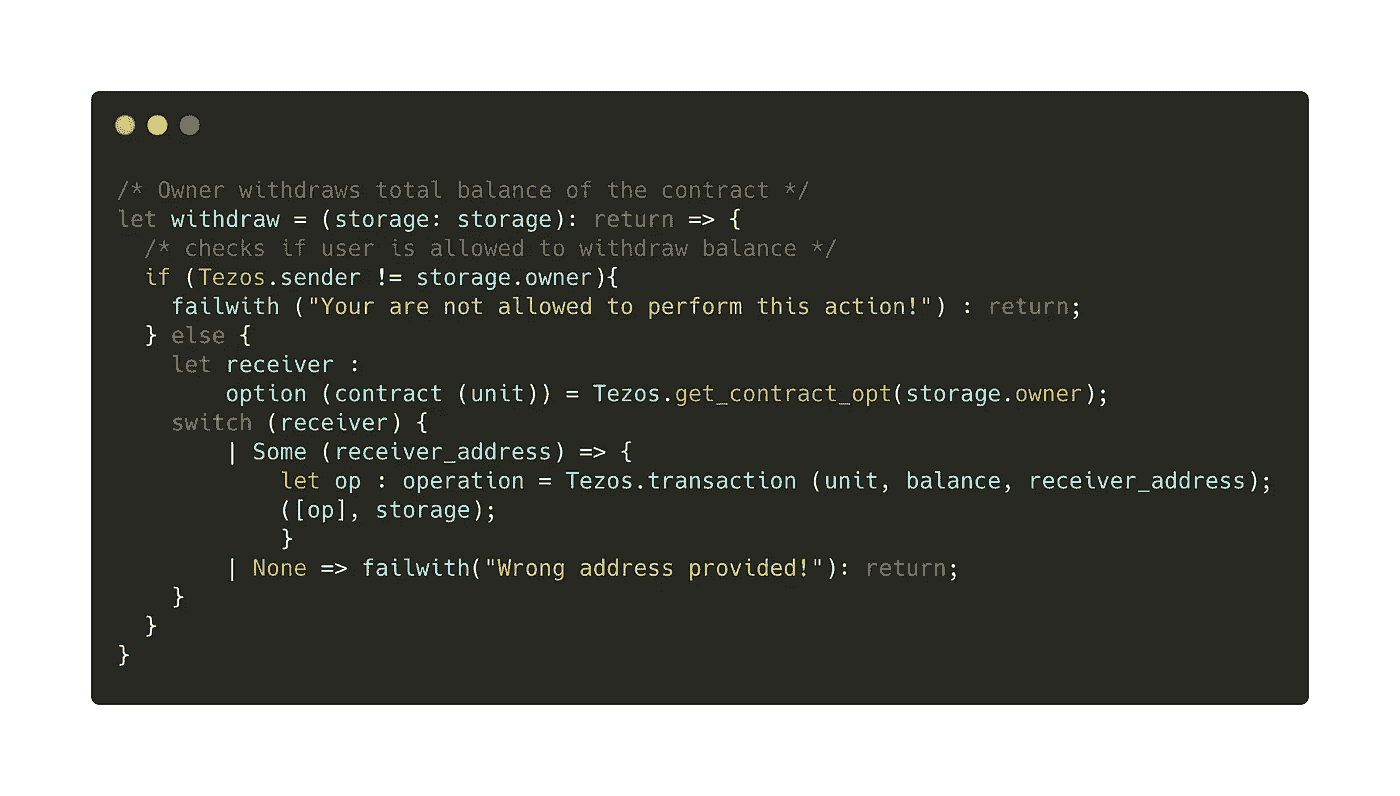 /* Owner withdraws total balance of the contract */
let withdraw = (storage: storage): return => {
/* checks if user is allowed to withdraw balance */
if (Tezos.sender != storage.owner){
failwith ("Your are not allowed to perform this action!") : return;
} else {
let receiver :
option (contract (unit)) = Tezos.get_contract_opt(storage.owner);
switch (receiver) {
| Some (receiver_address) => {
let op : operation = Tezos.transaction (unit, balance, receiver_address);
([op], storage);
}
| None => failwith("Wrong address provided!"): return;
}
}
}